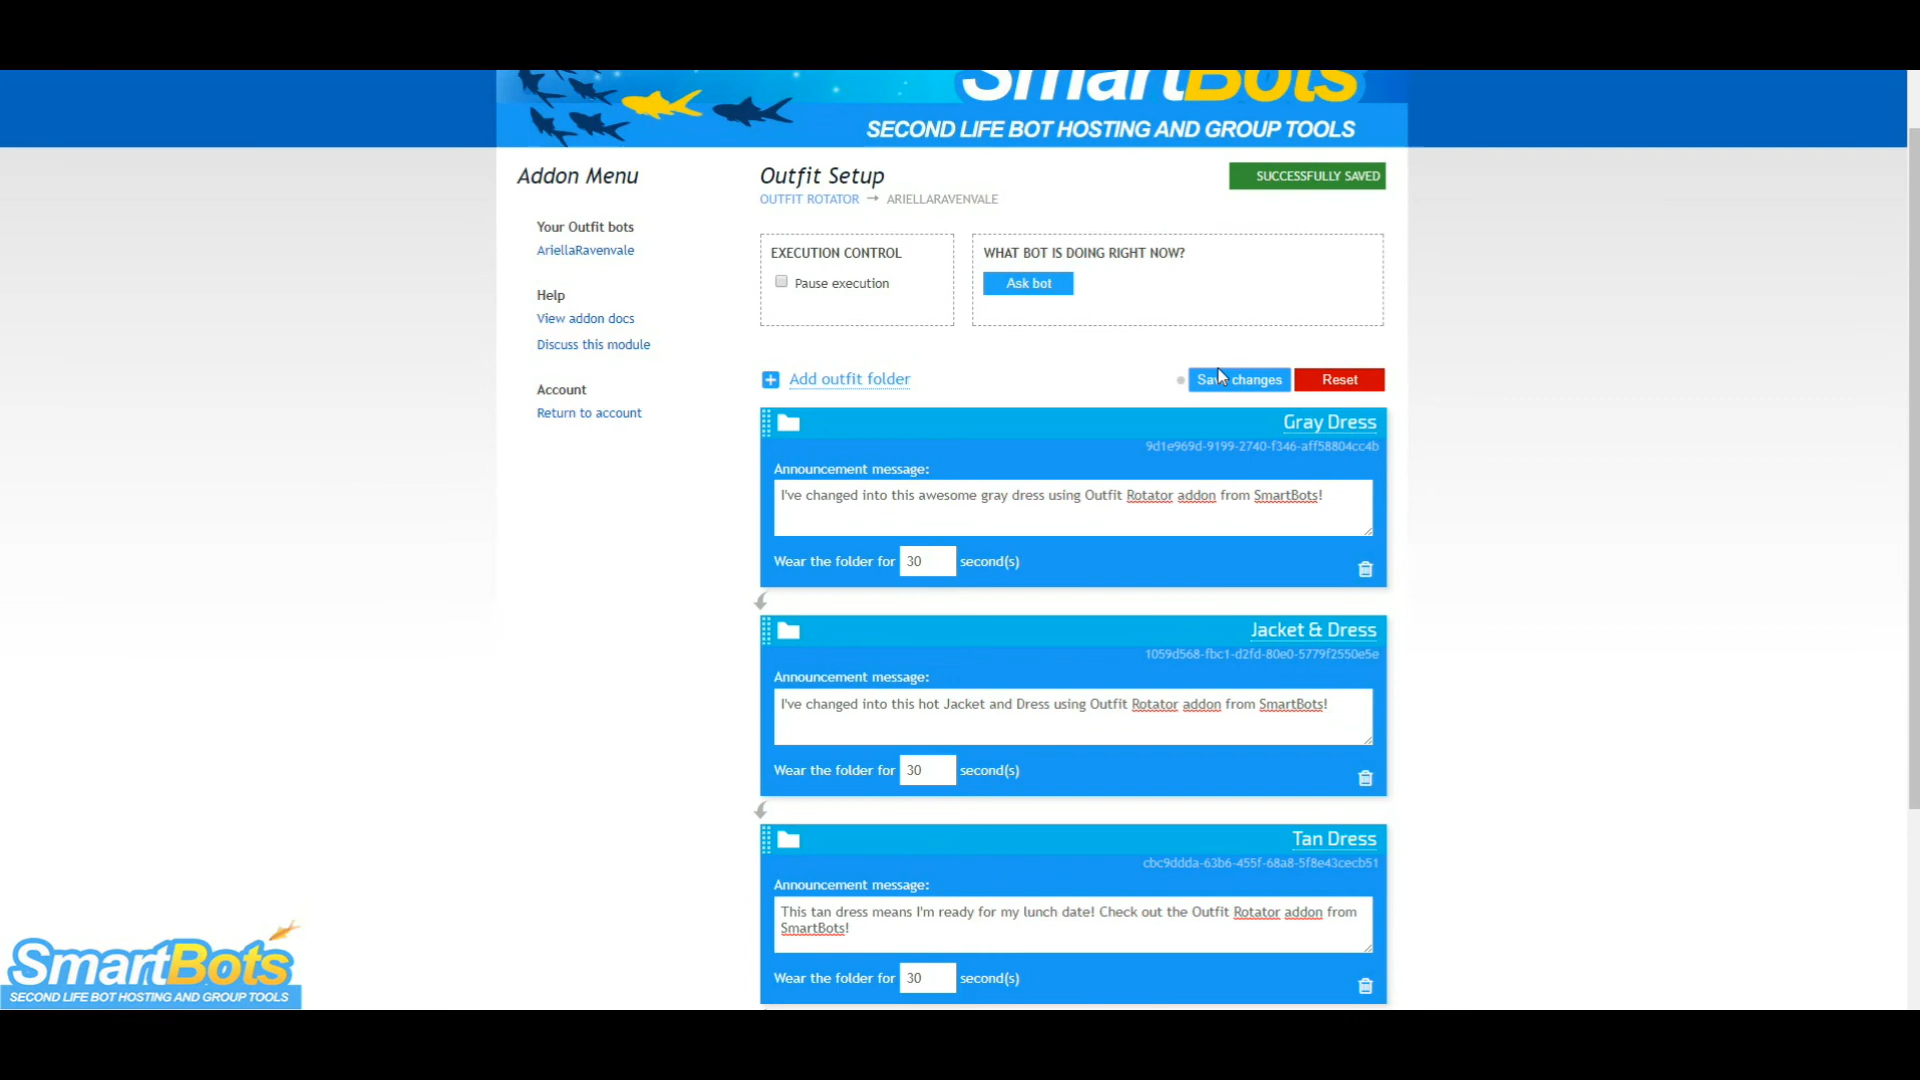 SmartBots
SECOND LIFE BOT HOSTING AND GROUP TOOLS
Addon Menu
Your Outfit bots
AriellaRavenvale
Help
View addon docs
Discuss this module
Account
Return to account
Outfit Setup
SUCCESSFULLY SAVED
OUTFIT ROTATOR → ARIELLARAVENVALE
EXECUTION CONTROL
Pause execution
WHAT BOT IS DOING RIGHT NOW?
Ask bot
Add outfit folder
Save changes
Reset
Gray Dress
9d1e969d-9199-2740-f346-aff58804cc4b
Announcement message:
I've changed into this awesome gray dress using Outfit Rotator addon from SmartBots!
Wear the folder for 30 second(s)
Jacket & Dress
1059d568-fbc1-d2fd-80e0-5779f2550e5e
Announcement message:
I've changed into this hot Jacket and Dress using Outfit Rotator addon from SmartBots!
Wear the folder for 30 second(s)
Tan Dress
cbc9ddda-63b6-455f-68a8-5f8e43cecb51
Announcement message:
This tan dress means I'm ready for my lunch date! Check out the Outfit Rotator addon from
SmartBots!
Wear the folder for 30 second(s)
SmartBots
SECOND LIFE BOT HOSTING AND GROUP TOOLS